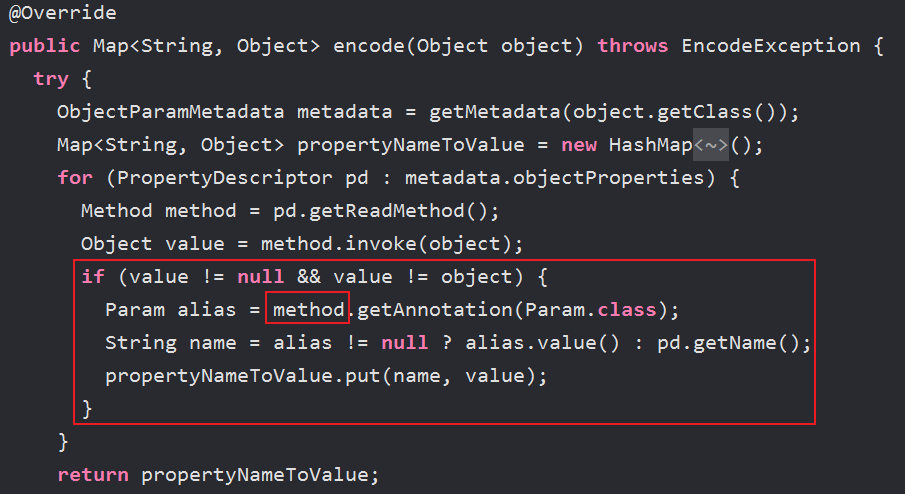 @Override
public Map<String, Object> encode(Object object) throws EncodeException {
  try {
    ObjectParamMetadata metadata = getMetadata(object.getClass());
    Map<String, Object> propertyNameToValue = new HashMap<~>();
    for (PropertyDescriptor pd : metadata.objectProperties) {
      Method method = pd.getReadMethod();
      Object value = method.invoke(object);
      if (value != null && value != object) {
        Param alias = method.getAnnotation(Param.class);
        String name = alias != null ? alias.value() : pd.getName();
        propertyNameToValue.put(name, value);
      }
    }
    return propertyNameToValue;